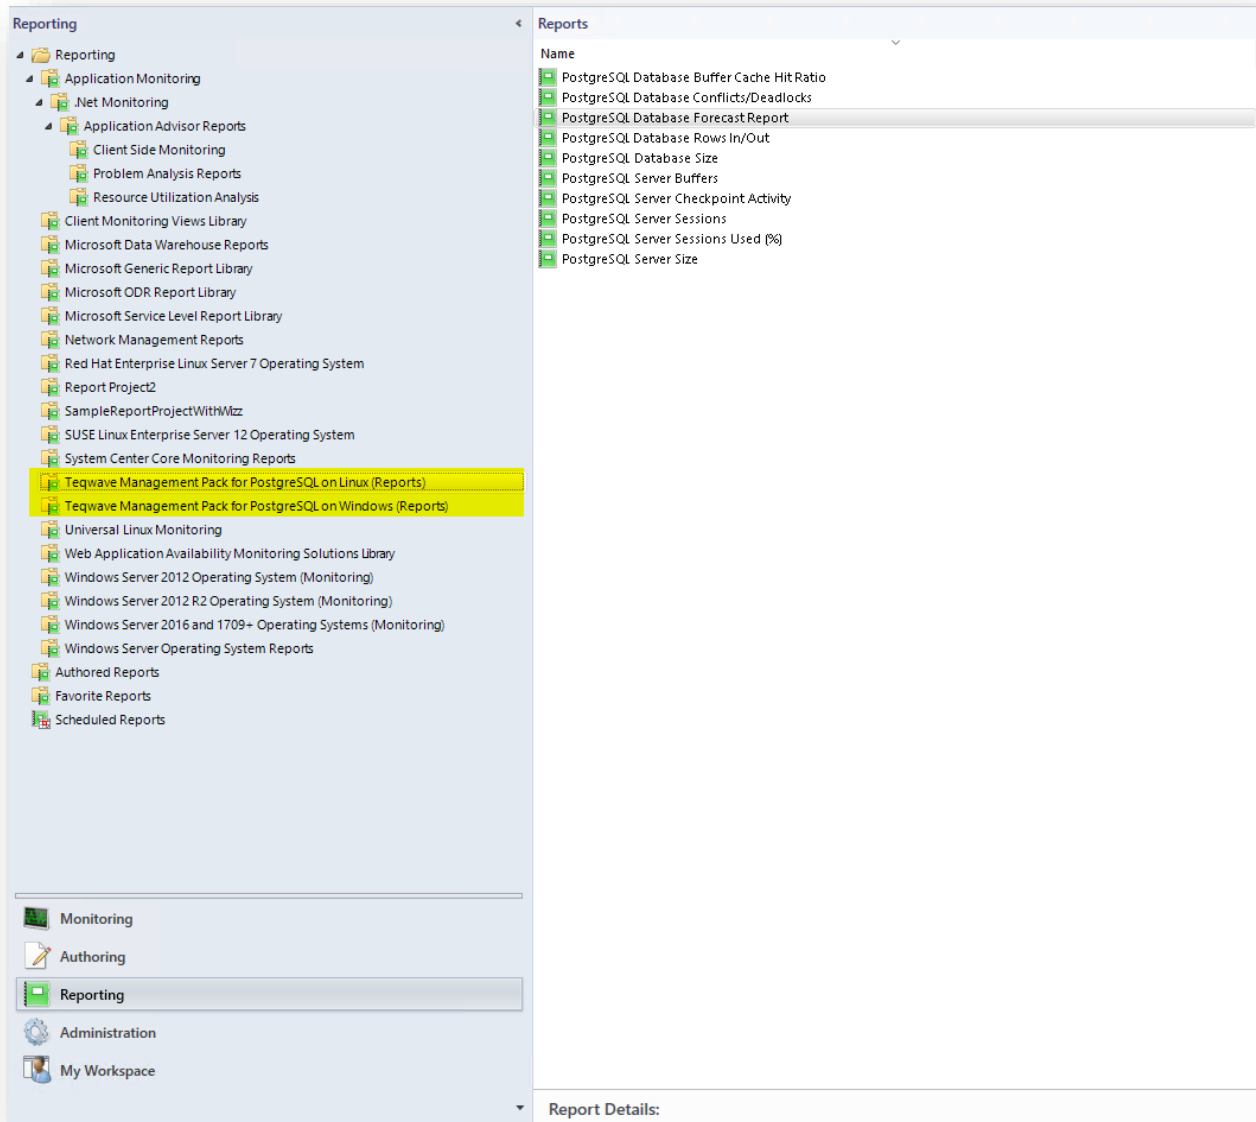 Reporting
Reporting
Application Monitoring
.Net Monitoring
Application Advisor Reports
Client Side Monitoring
Problem Analysis Reports
Resource Utilization Analysis
Client Monitoring Views Library
Microsoft Data Warehouse Reports
Microsoft Generic Report Library
Microsoft ODR Report Library
Microsoft Service Level Report Library
Network Management Reports
Red Hat Enterprise Linux Server 7 Operating System
Report Project2
SampleReportProjectWithWizz
SUSE Linux Enterprise Server 12 Operating System
System Center Core Monitoring Reports
Teqwave Management Pack for PostgreSQL on Linux (Reports)
Teqwave Management Pack for PostgreSQL on Windows (Reports)
Universal Linux Monitoring
Web Application Availability Monitoring Solutions Library
Windows Server 2012 Operating System (Monitoring)
Windows Server 2012 R2 Operating System (Monitoring)
Windows Server 2016 and 1709+ Operating Systems (Monitoring)
Windows Server Operating System Reports
Authored Reports
Favorite Reports
Scheduled Reports
Monitoring
Authoring
Reporting
Administration
My Workspace
Reports
Name
PostgreSQL Database Buffer Cache Hit Ratio
PostgreSQL Database Conflicts/Deadlocks
PostgreSQL Database Forecast Report
PostgreSQL Database Rows In/Out
PostgreSQL Database Size
PostgreSQL Server Buffers
PostgreSQL Server Checkpoint Activity
PostgreSQL Server Sessions
PostgreSQL Server Sessions Used (%)
PostgreSQL Server Size
Report Details: